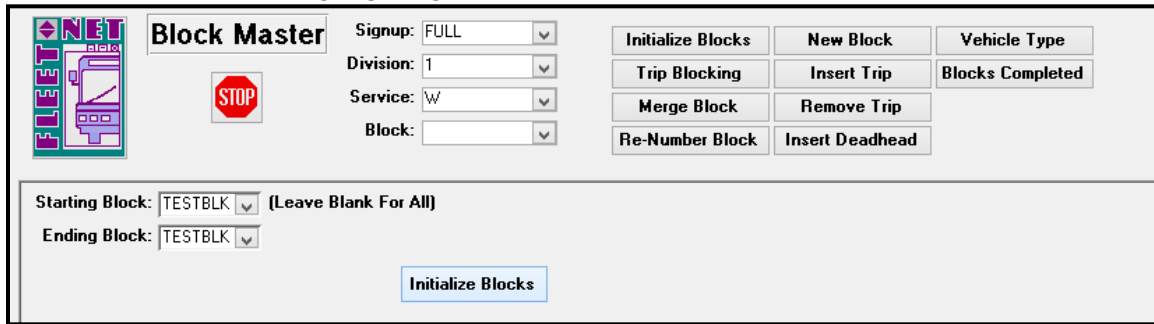 FLEET NET
Block Master
STOP
Signup: FULL
Division: 1
Service: W
Block:
Initialize Blocks New Block Vehicle Type
Trip Blocking Insert Trip Blocks Completed
Merge Block Remove Trip
Re-Number Block Insert Deadhead
Starting Block: TESTBLK (Leave Blank For All)
Ending Block: TESTBLK
Initialize Blocks